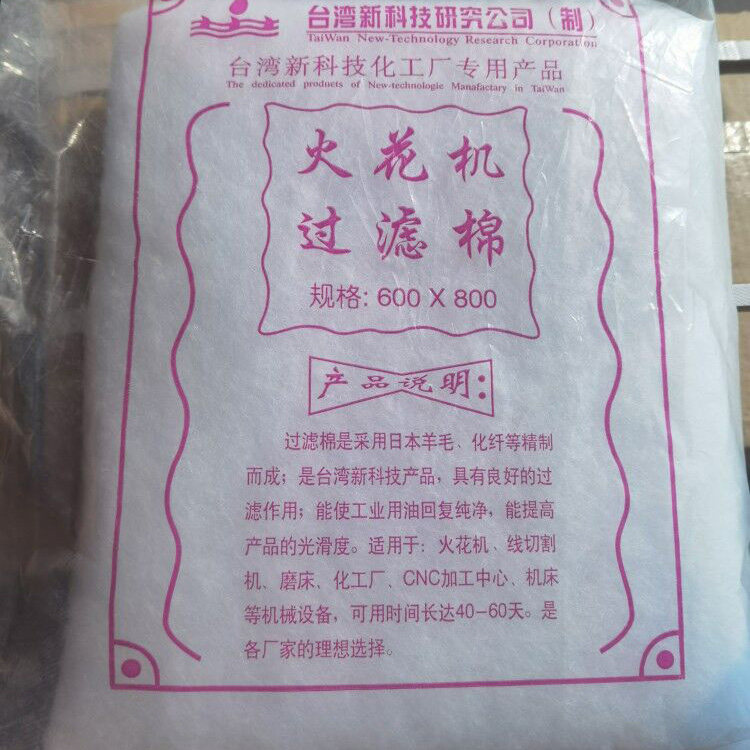 台湾新科技研究公司（制）
TaiWan New-Technology Research Corporation
台湾新科技化工厂专用产品
The dedicated products of New-technologie Manafactary in TaiWan
火花机
过滤棉
规格: 600 X 800
产品说明:
过滤棉是采用日本羊毛、化纤等精制
而成；是台湾新科技产品，具有良好的过
滤作用；能使工业用油回复纯净，能提高
产品的光滑度。适用于：火花机、线切割
机、磨床、化工厂、CNC加工中心、机床
等机械设备，可用时间长达40-60天。是
各厂家的理想选择。